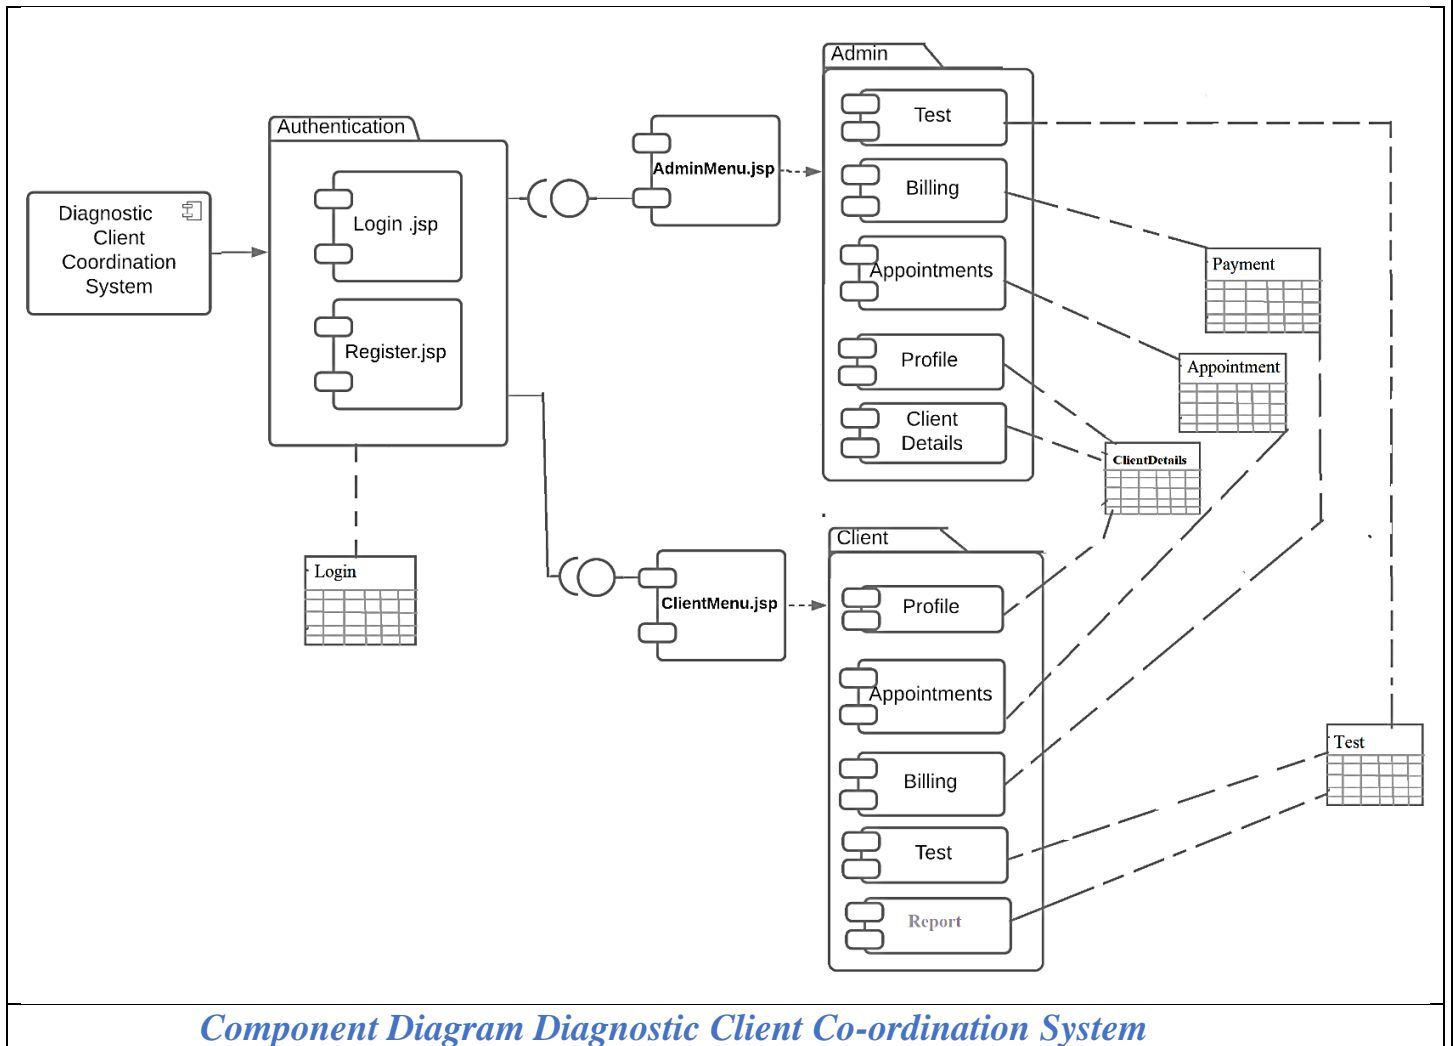 Diagnostic
Client
Coordination
System
Authentication
Login .jsp
Register.jsp
Login
AdminMenu.jsp
ClientMenu.jsp
Admin
Test
Billing
Appointments
Profile
Client
Details
Payment
Appointment
ClientDetails
Client
Profile
Appointments
Billing
Test
Report
Test
Component Diagram Diagnostic Client Co-ordination System